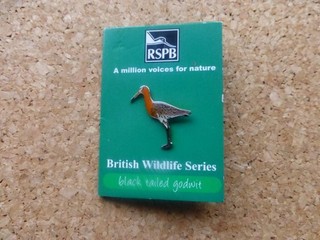 RSPB
A million voices for nature
British Wildlife Series
black tailed godwit